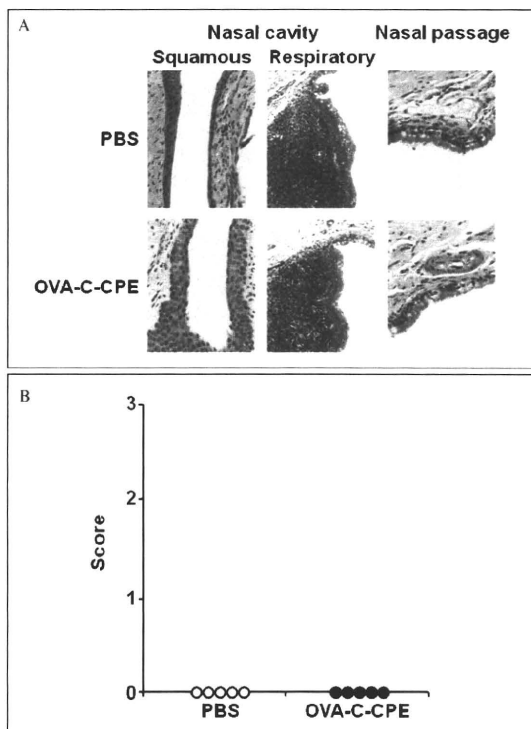 A
Nasal cavity Nasal passage
Squamous Respiratory
PBS
OVA-C-CPE
B
3
2
1
0
Score
PBS OVA-C-CPE